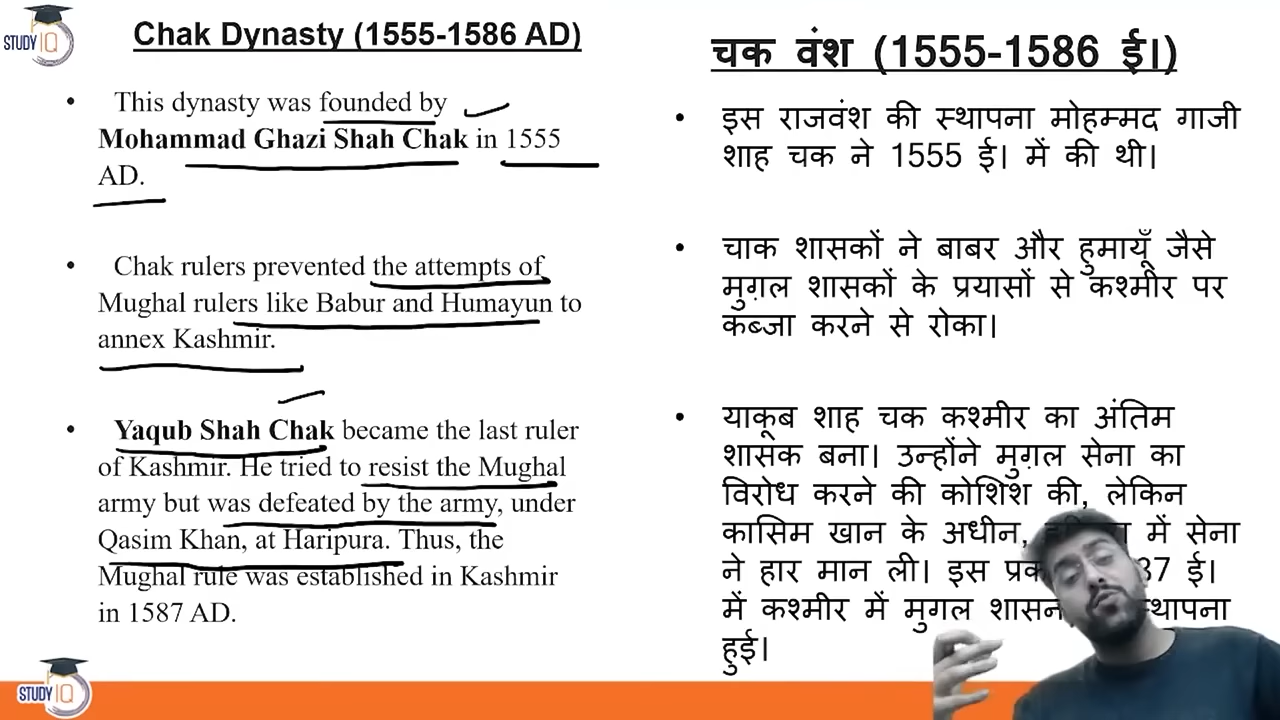 STUDY IQ
Chak Dynasty (1555-1586 AD)
• This dynasty was founded by
Mohammad Ghazi Shah Chak in 1555
AD.
• Chak rulers prevented the attempts of
Mughal rulers like Babur and Humayun to
annex Kashmir.
• Yaqub Shah Chak became the last ruler
of Kashmir. He tried to resist the Mughal
army but was defeated by the army, under
Qasim Khan, at Haripura. Thus, the
Mughal rule was established in Kashmir
in 1587 AD.
चक वंश (1555-1586 ई।)
• इस राजवंश की स्थापना मोहम्मद गाजी
शाह चक ने 1555 ई। में की थी।
• चाक शासकों ने बाबर और हुमायूँ जैसे
मुग़ल शासकों के प्रयासों से कश्मीर पर
कब्जा करने से रोका।
• याकूब शाह चक कश्मीर का अंतिम
शासक बना। उन्होंने मुग़ल सेना का
विरोध करने की कोशिश की, लेकिन
कासिम खान के अधीन, में सेना
ने हार मान ली। इस ई।
में कश्मीर में मुगल शासन
हुई।
STUDY IQ